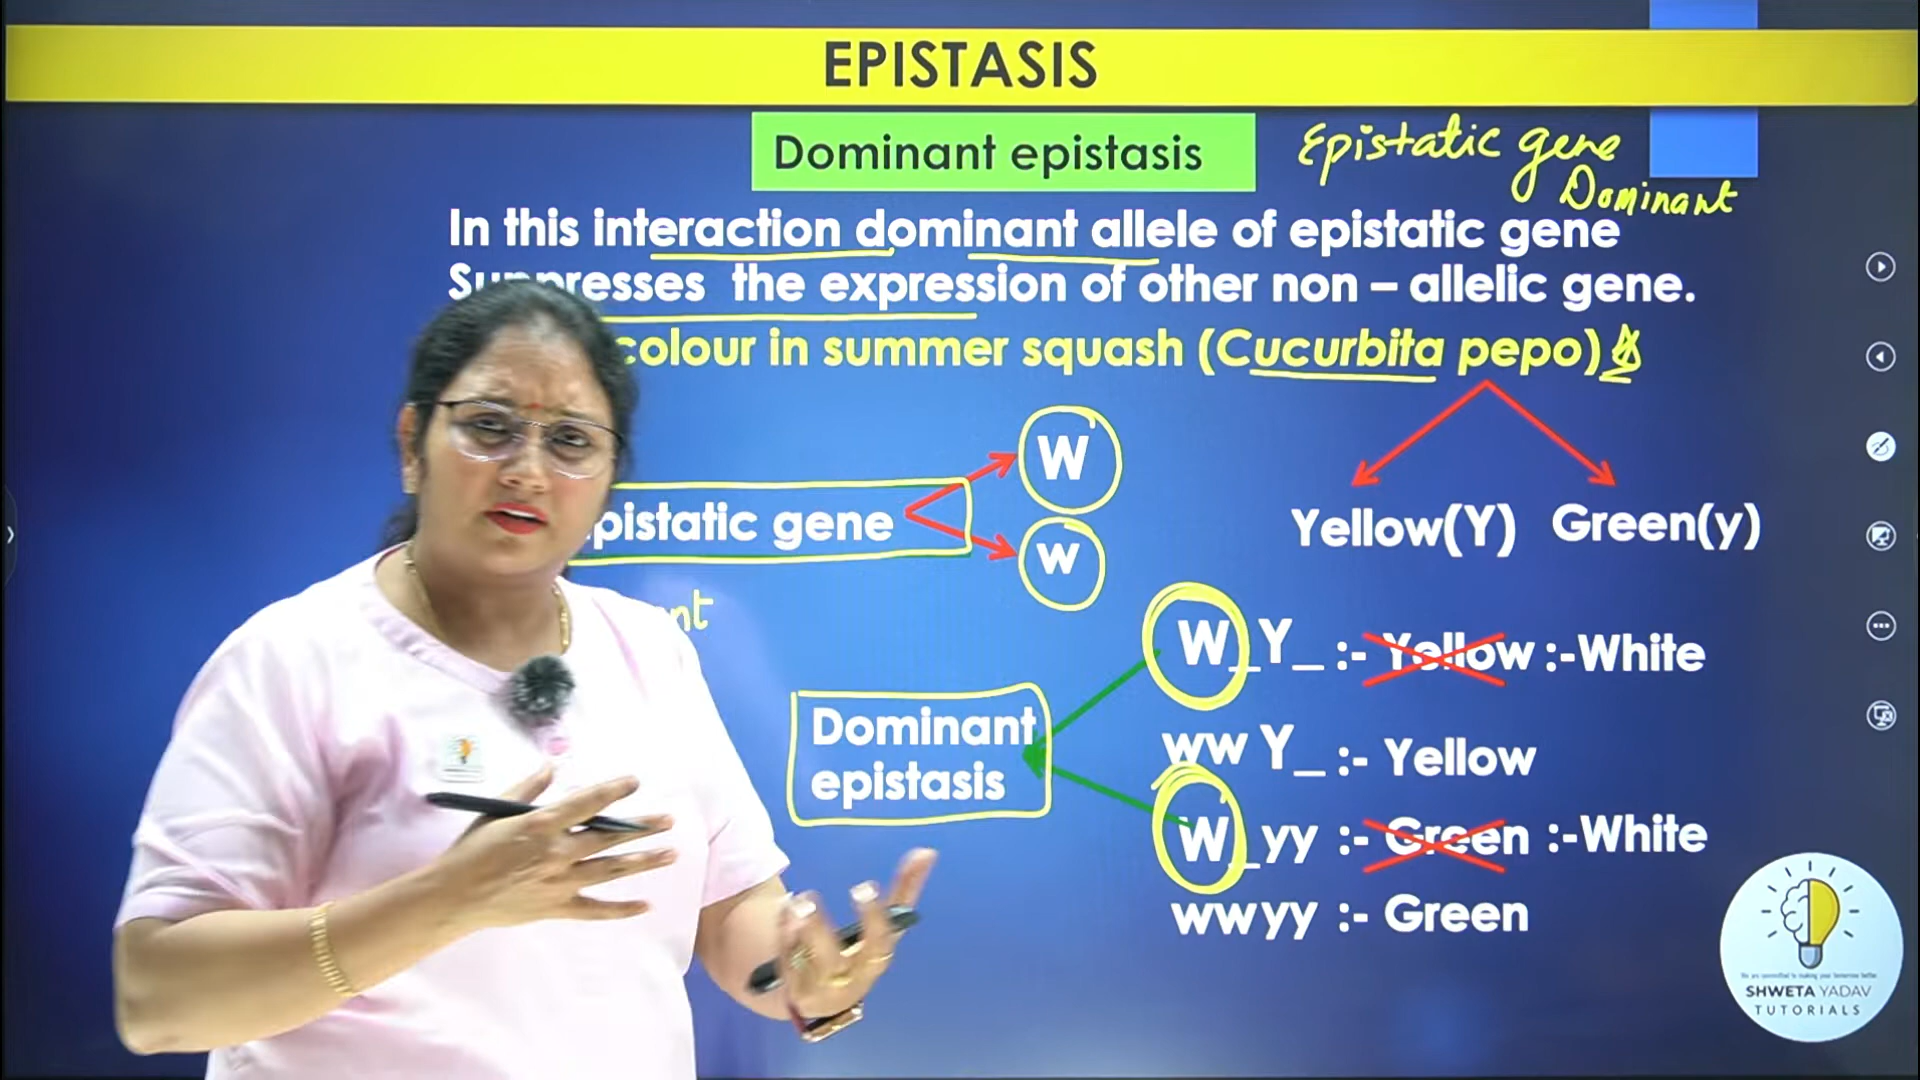 EPISTASIS
Dominant epistasis
Epistatic gene
Dominant
In this interaction dominant allele of epistatic gene
Suppresses the expression of other non – allelic gene.
colour in summer squash (Cucurbita pepo)
W
pistatic gene
w
Yellow(Y) Green(y)
nt
W_Y_ :- Yellow :-White
Dominant
epistasis
ww Y_ :- Yellow
W_yy :- Green :-White
wwyy :- Green
SHWETA YADAV
TUTORIALS